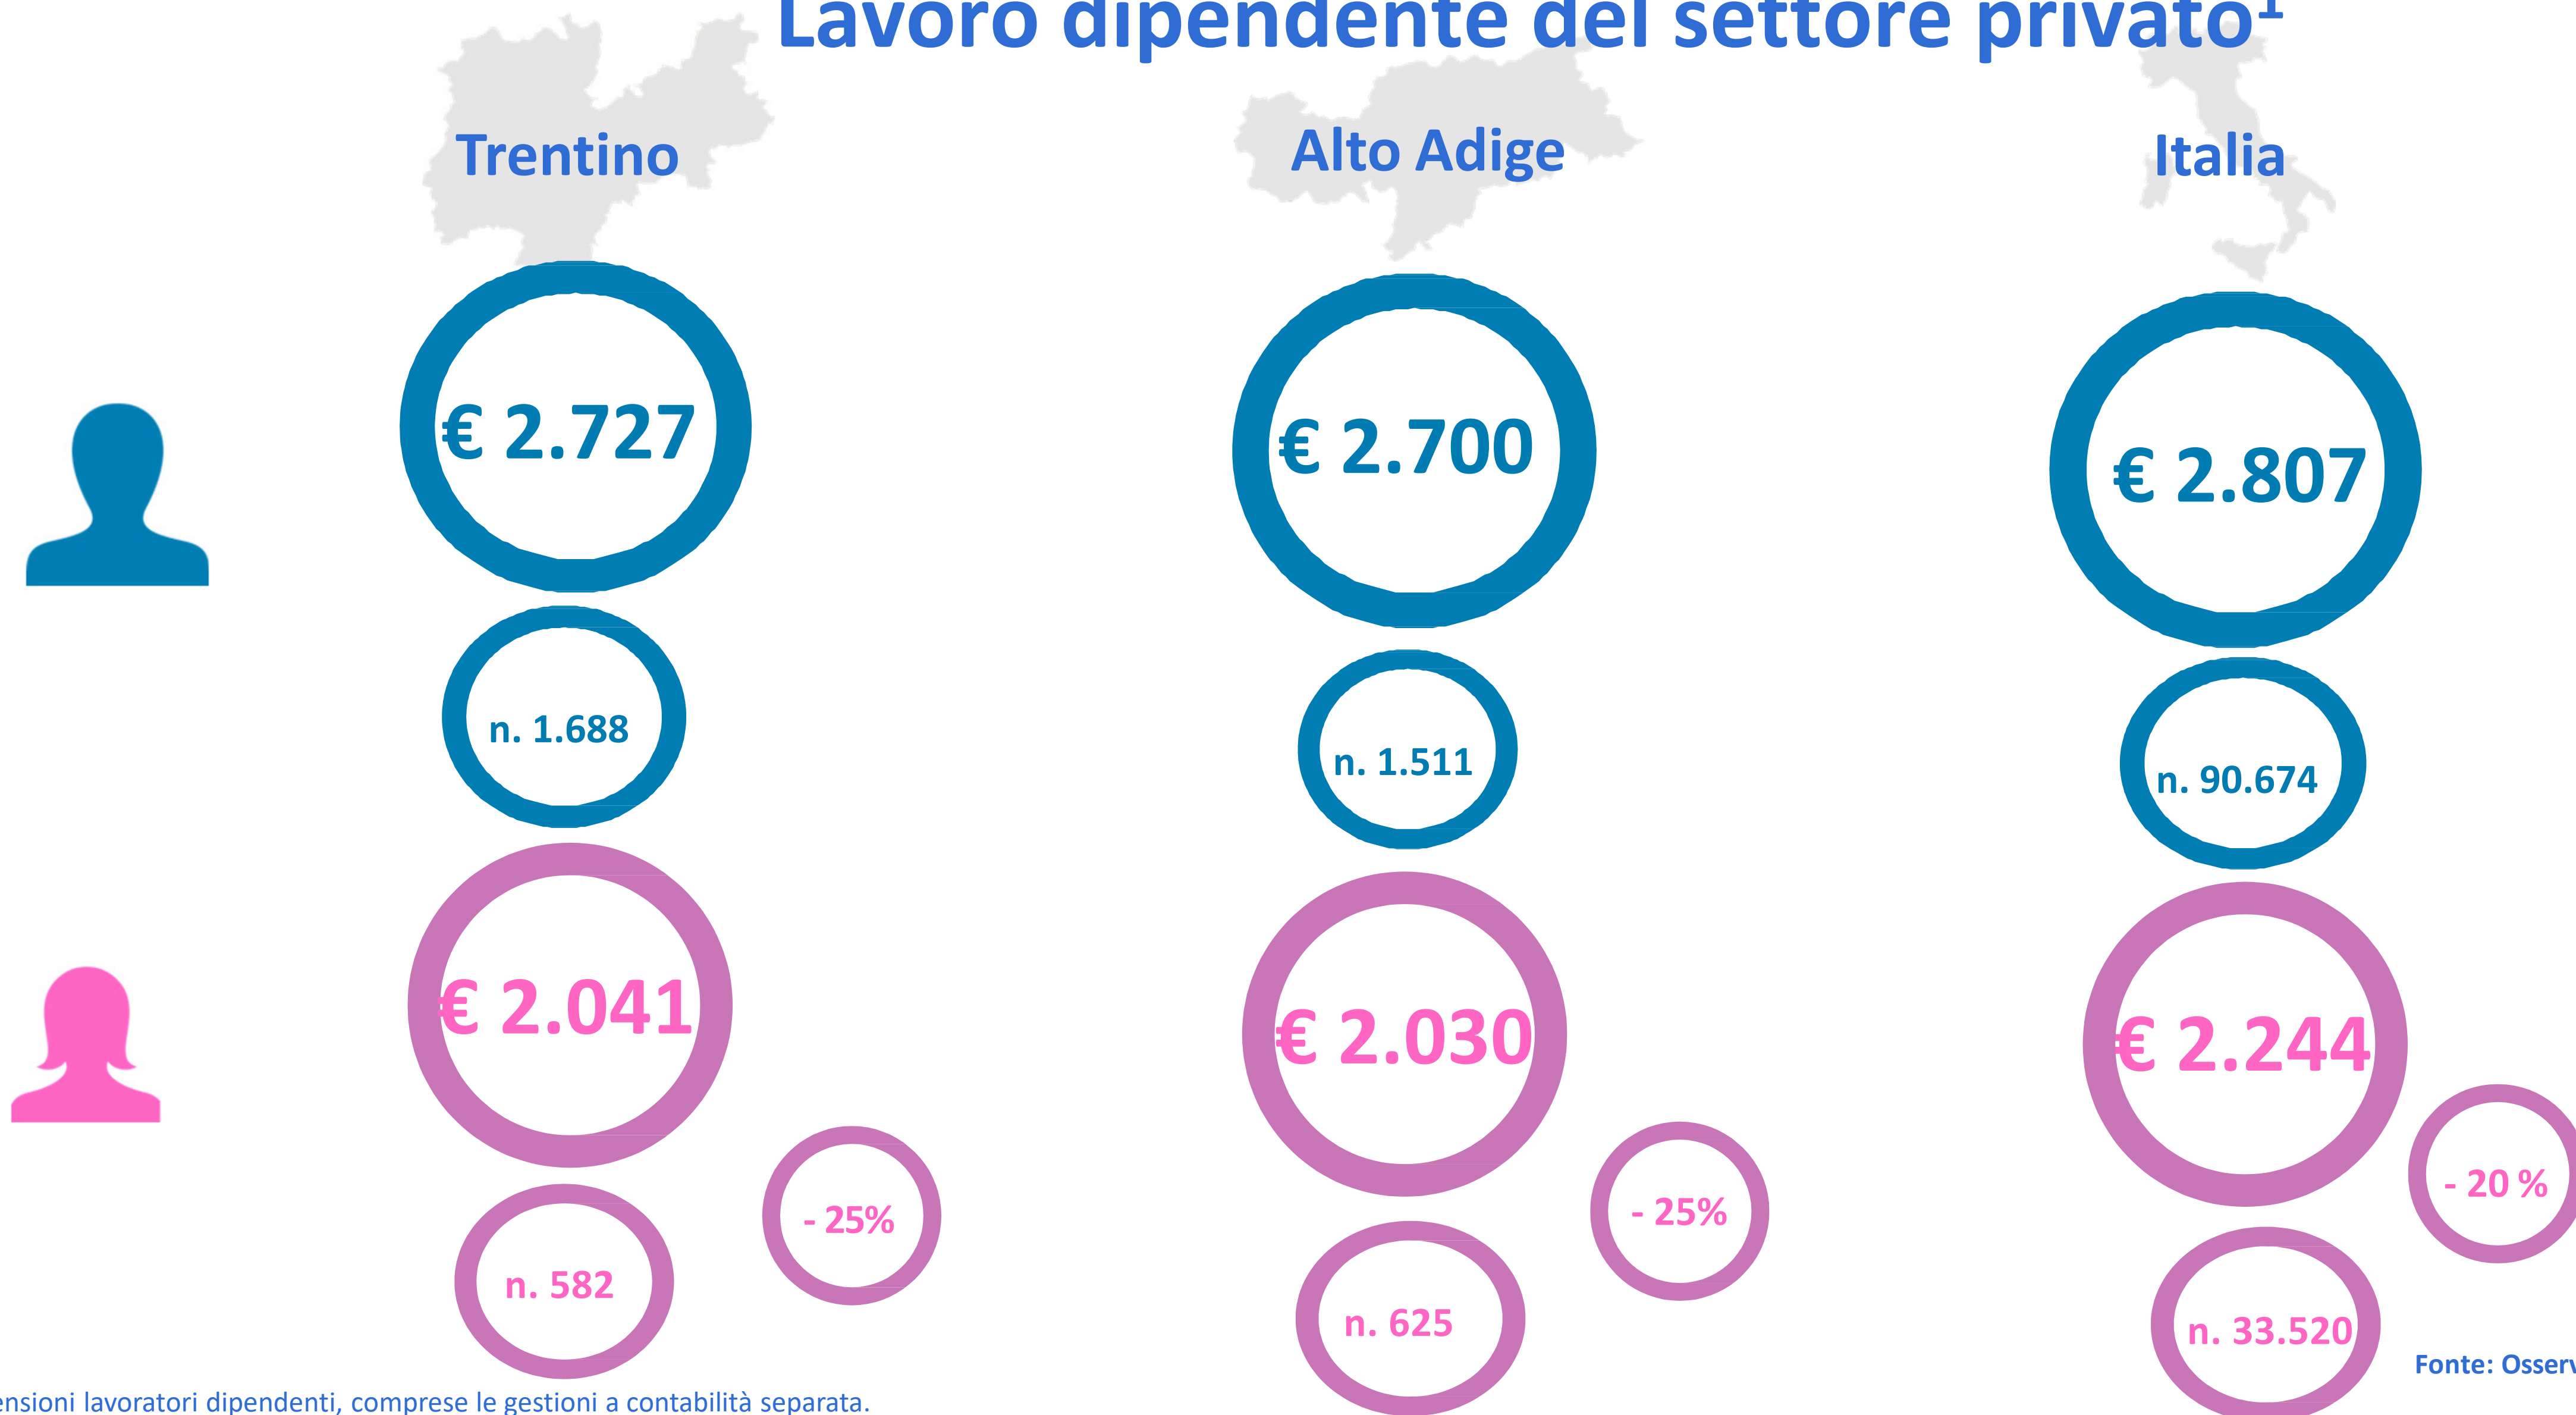 Lavoro dipendente del settore privato¹
Trentino
Alto Adige
Italia
€ 2.727
€ 2.700
€ 2.807
n. 1.688
n. 1.511
n. 90.674
€ 2.041
€ 2.030
€ 2.244
- 25%
- 25%
- 20 %
n. 582
n. 625
n. 33.520
Fonte:
lavoratori dipendenti, comprese le gestioni a contabilità separata.